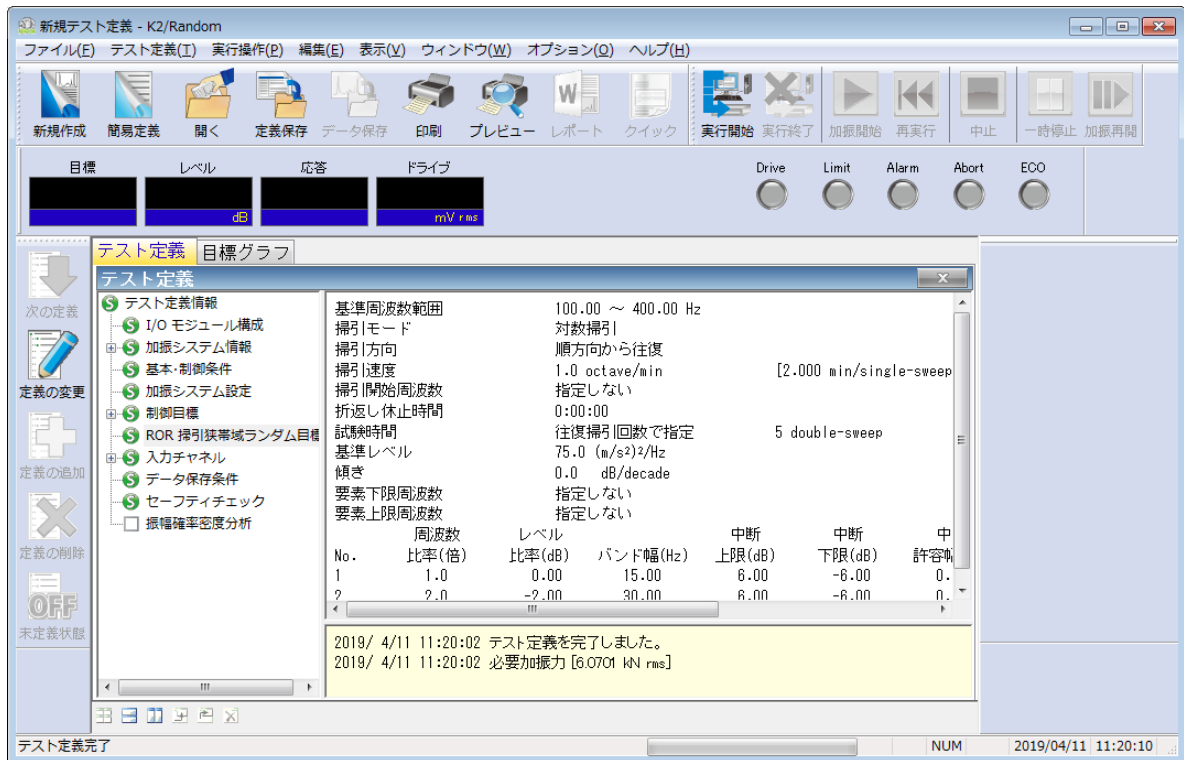 新規テスト定義 - K2/Random
ファイル(F) テスト定義(T) 実行操作(P) 編集(E) 表示(V) ウィンドウ(W) オプション(O) ヘルプ(H)
新規作成 簡易定義 開く 定義保存 データ保存 印刷 プレビュー レポート クイック 実行開始 実行終了 加振開始 再実行 中止 一時停止 加振再開
目標 レベル 応答 ドライブ Drive Limit Alarm Abort ECO
dB mV rms
テスト定義 目標グラフ
テスト定義
次の定義
定義の変更
定義の追加
定義の削除
OFF
未定義状態
テスト定義情報
I/O モジュール構成
加振システム情報
基本・制御条件
加振システム設定
制御目標
ROR 掃引狭帯域ランダム目標
入力チャネル
データ保存条件
セーフティチェック
振幅確率密度分析
基準周波数範囲 100.00 ～ 400.00 Hz
掃引モード 対数掃引
掃引方向 順方向から往復
掃引速度 1.0 octave/min [2.000 min/single-sweep
掃引開始周波数 指定しない
折返し休止時間 0:00:00
試験時間 往復掃引回数で指定 5 double-sweep
基準レベル 75.0 (m/s²)²/Hz
傾き 0.0 dB/decade
要素下限周波数 指定しない
要素上限周波数 指定しない
周波数 レベル 中断 中断 中
No. 比率(倍) 比率(dB) バンド幅(Hz) 上限(dB) 下限(dB) 許容幅
1 1.0 0.00 15.00 6.00 -6.00 0.
2 2.0 -2.00 30.00 6.00 -6.00 0.
2019/ 4/11 11:20:02 テスト定義を完了しました。
2019/ 4/11 11:20:02 必要加振力 [6.0701 kN rms]
テスト定義完了 NUM 2019/04/11 11:20:10